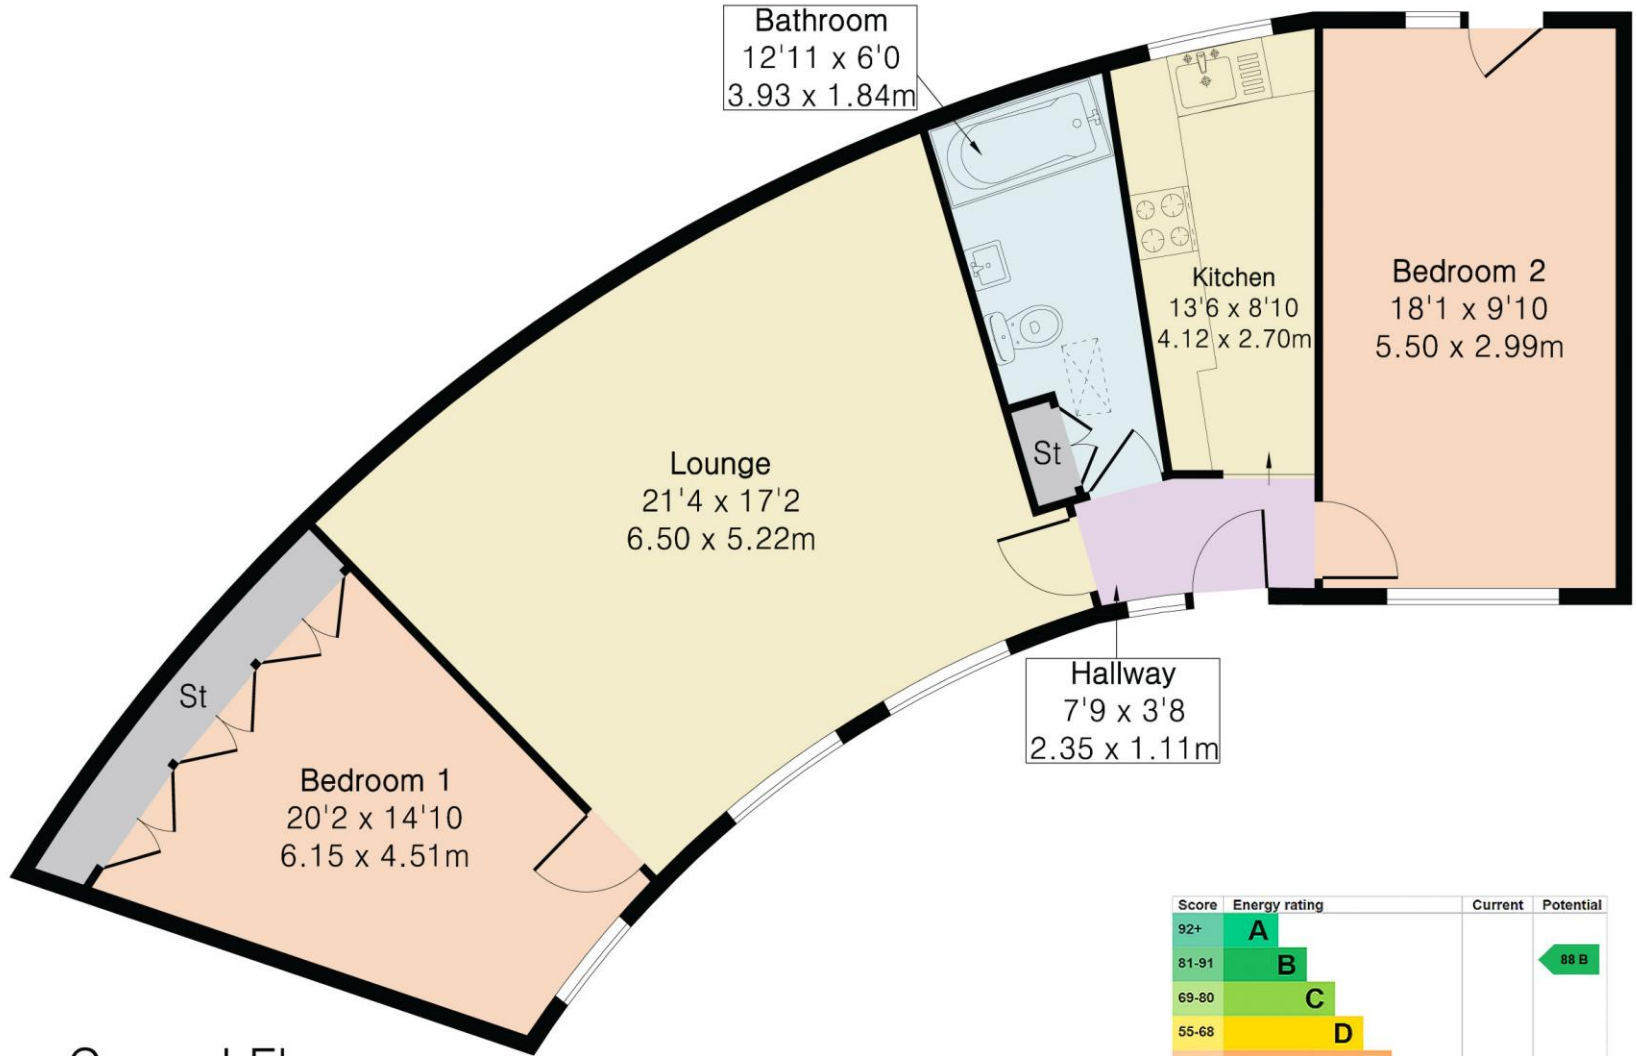 Bathroom
12'11 x 6'0
3.93 x 1.84m
Kitchen
13'6 x 8'10
4.12 x 2.70m
Bedroom 2
18'1 x 9'10
5.50 x 2.99m
Lounge
21'4 x 17'2
6.50 x 5.22m
St
St
Hallway
7'9 x 3'8
2.35 x 1.11m
Bedroom 1
20'2 x 14'10
6.15 x 4.51m
Score Energy rating Current Potential
92+ A
81-91 B 88 B
69-80 C
55-68 D